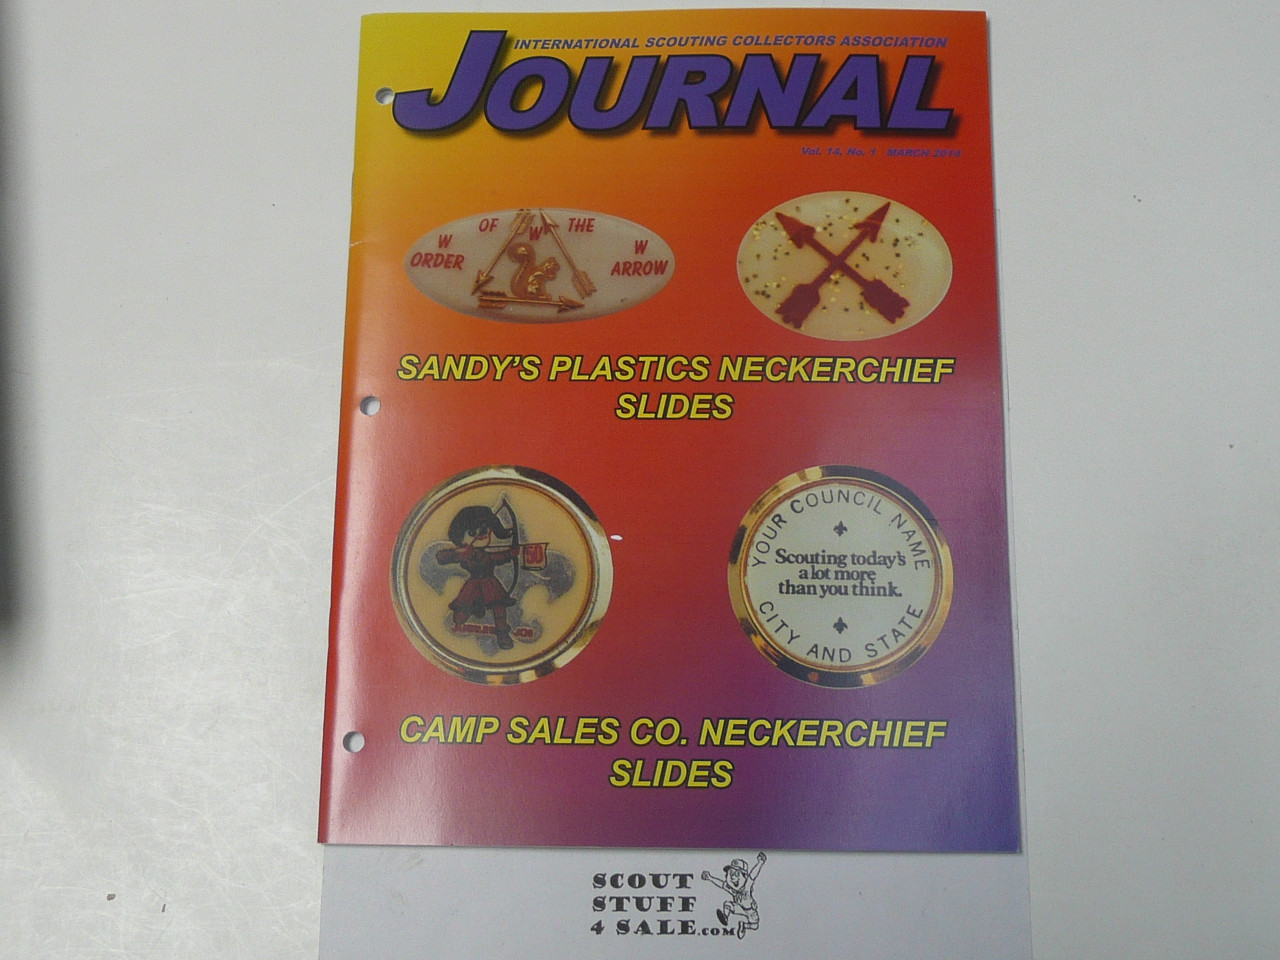 INTERNATIONAL SCOUTING COLLECTORS ASSOCIATION
JOURNAL
Vol. 14, No. 1 MARCH 2014
W W W
ORDER OF THE ARROW
SANDY'S PLASTICS NECKERCHIEF
SLIDES
50
YOUR COUNCIL NAME
Scouting today's
a lot more
than you think.
CITY AND STATE
CAMP SALES CO. NECKERCHIEF
SLIDES
SCOUT
STUFF
4 SALE.COM